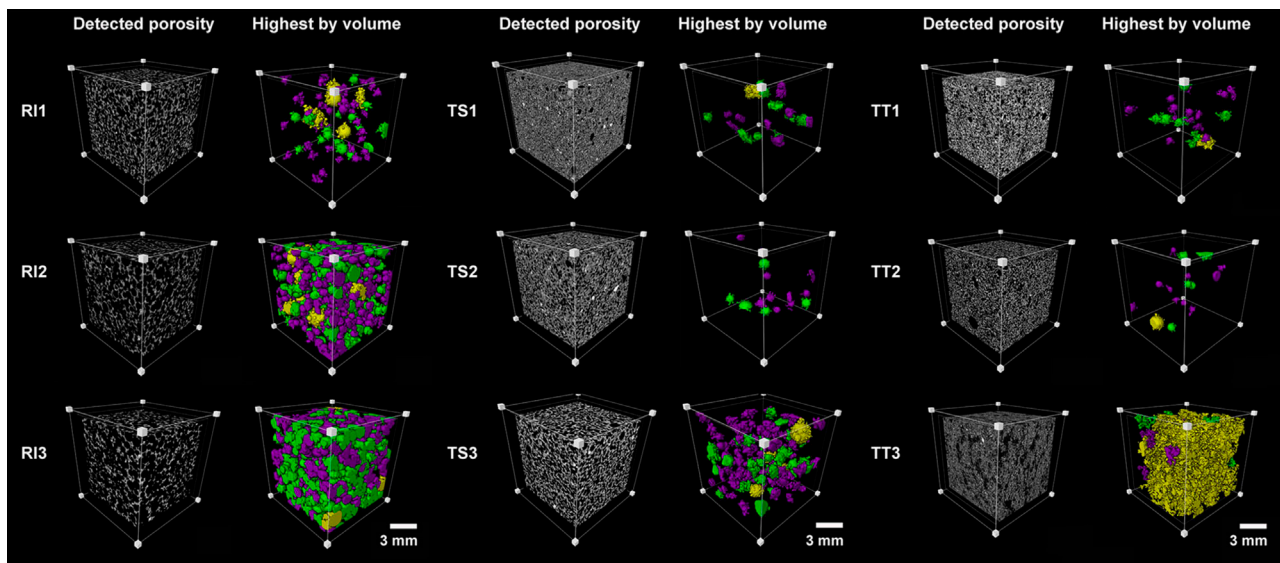 Detected porosity Highest by volume Detected porosity Highest by volume Detected porosity Highest by volume
RI1 TS1 TT1
RI2 TS2 TT2
RI3 TS3 TT3
3 mm 3 mm 3 mm